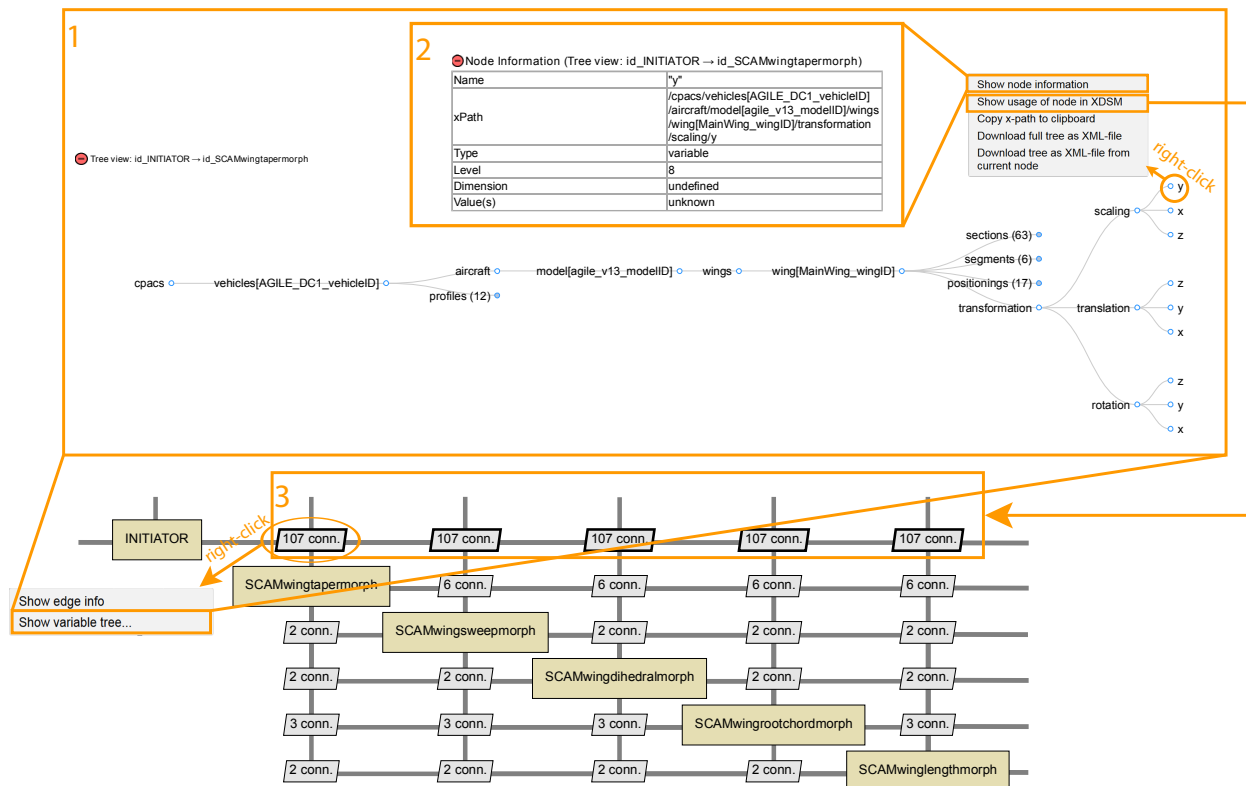 1
2
Node Information (Tree view: id_INITIATOR → id_SCAMwingtapermorph)
Name "y"
xPath /cpacs/vehicles[AGILE_DC1_vehicleID]
/aircraft/model[agile_v13_modelID]/wings
/wing[MainWing_wingID]/transformation
/scaling/y
Type variable
Level 8
Dimension undefined
Value(s) unknown
Show node information
Show usage of node in XDSM
Copy x-path to clipboard
Download full tree as XML-file
Download tree as XML-file from
current node
right-click
Tree view: id_INITIATOR → id_SCAMwingtapermorph
cpacs
vehicles[AGILE_DC1_vehicleID]
aircraft
profiles (12)
model[agile_v13_modelID]
wings
wing[MainWing_wingID]
sections (63)
segments (6)
positionings (17)
transformation
scaling
y
x
z
translation
z
y
x
rotation
z
y
x
3
INITIATOR
right-click
107 conn.
107 conn.
107 conn.
107 conn.
107 conn.
Show edge info
Show variable tree...
SCAMwingtapermorph
6 conn.
6 conn.
6 conn.
6 conn.
2 conn.
SCAMwingsweepmorph
2 conn.
2 conn.
2 conn.
2 conn.
2 conn.
SCAMwingdihedralmorph
2 conn.
2 conn.
3 conn.
3 conn.
3 conn.
SCAMwingrootchordmorph
3 conn.
2 conn.
2 conn.
2 conn.
2 conn.
SCAMwinglengthmorph